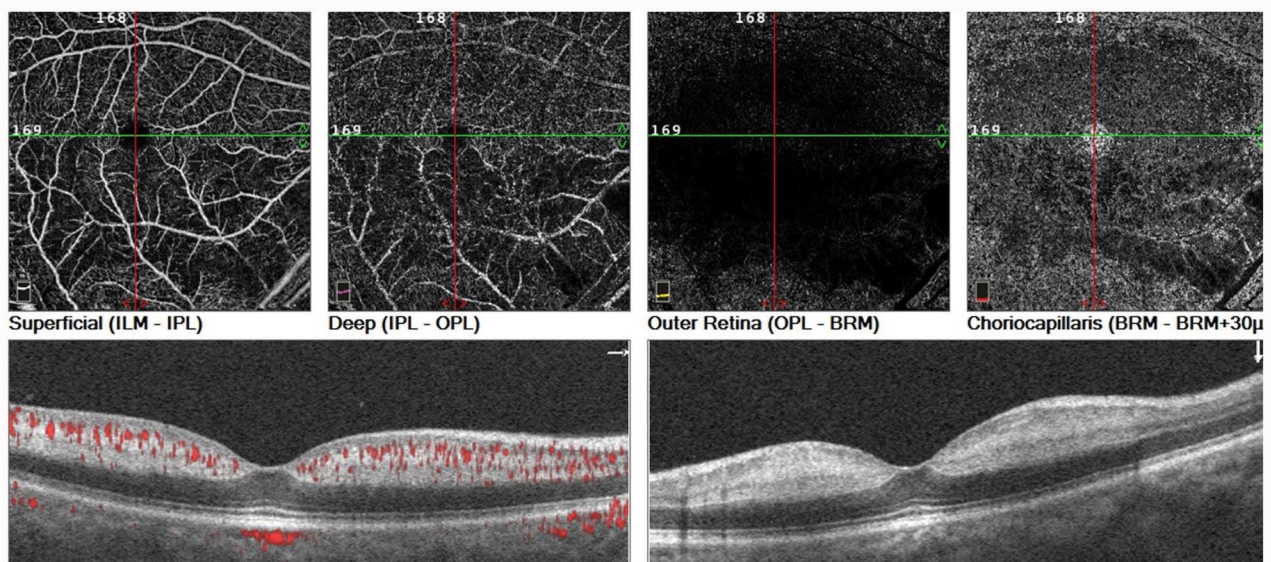 168
168
168
168
169
169
169
169
Superficial (ILM - IPL)
Deep (IPL - OPL)
Outer Retina (OPL - BRM)
Choriocapillaris (BRM - BRM+30µ